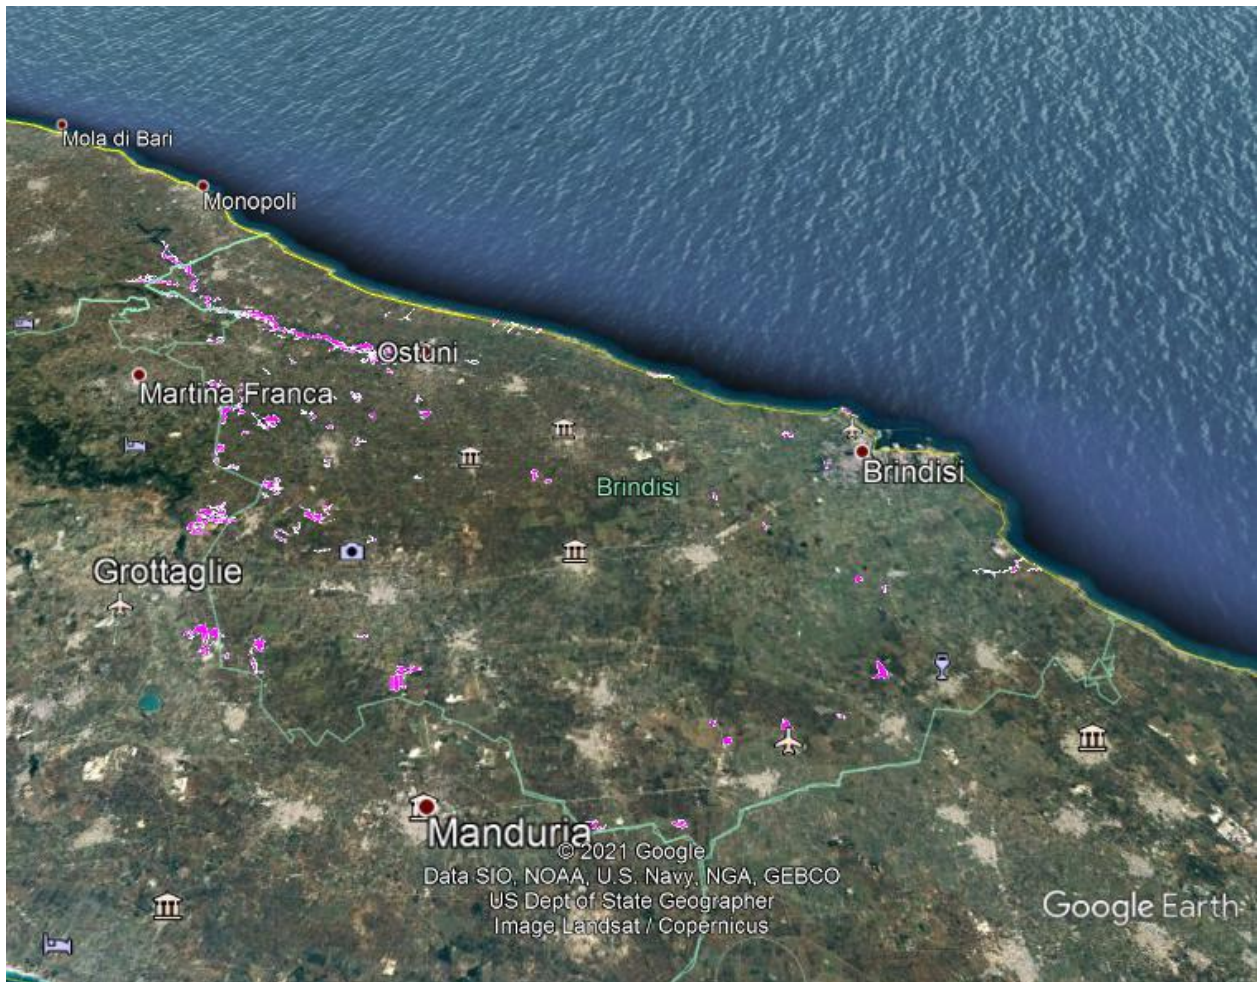 Mola di Bari
Monopoli
Ostuni
Martina Franca
Brindisi
Brindisi
Grottaglie
Manduria
© 2021 Google
Data SIO, NOAA, U.S. Navy, NGA, GEBCO
US Dept of State Geographer
Image Landsat / Copernicus
Google Earth